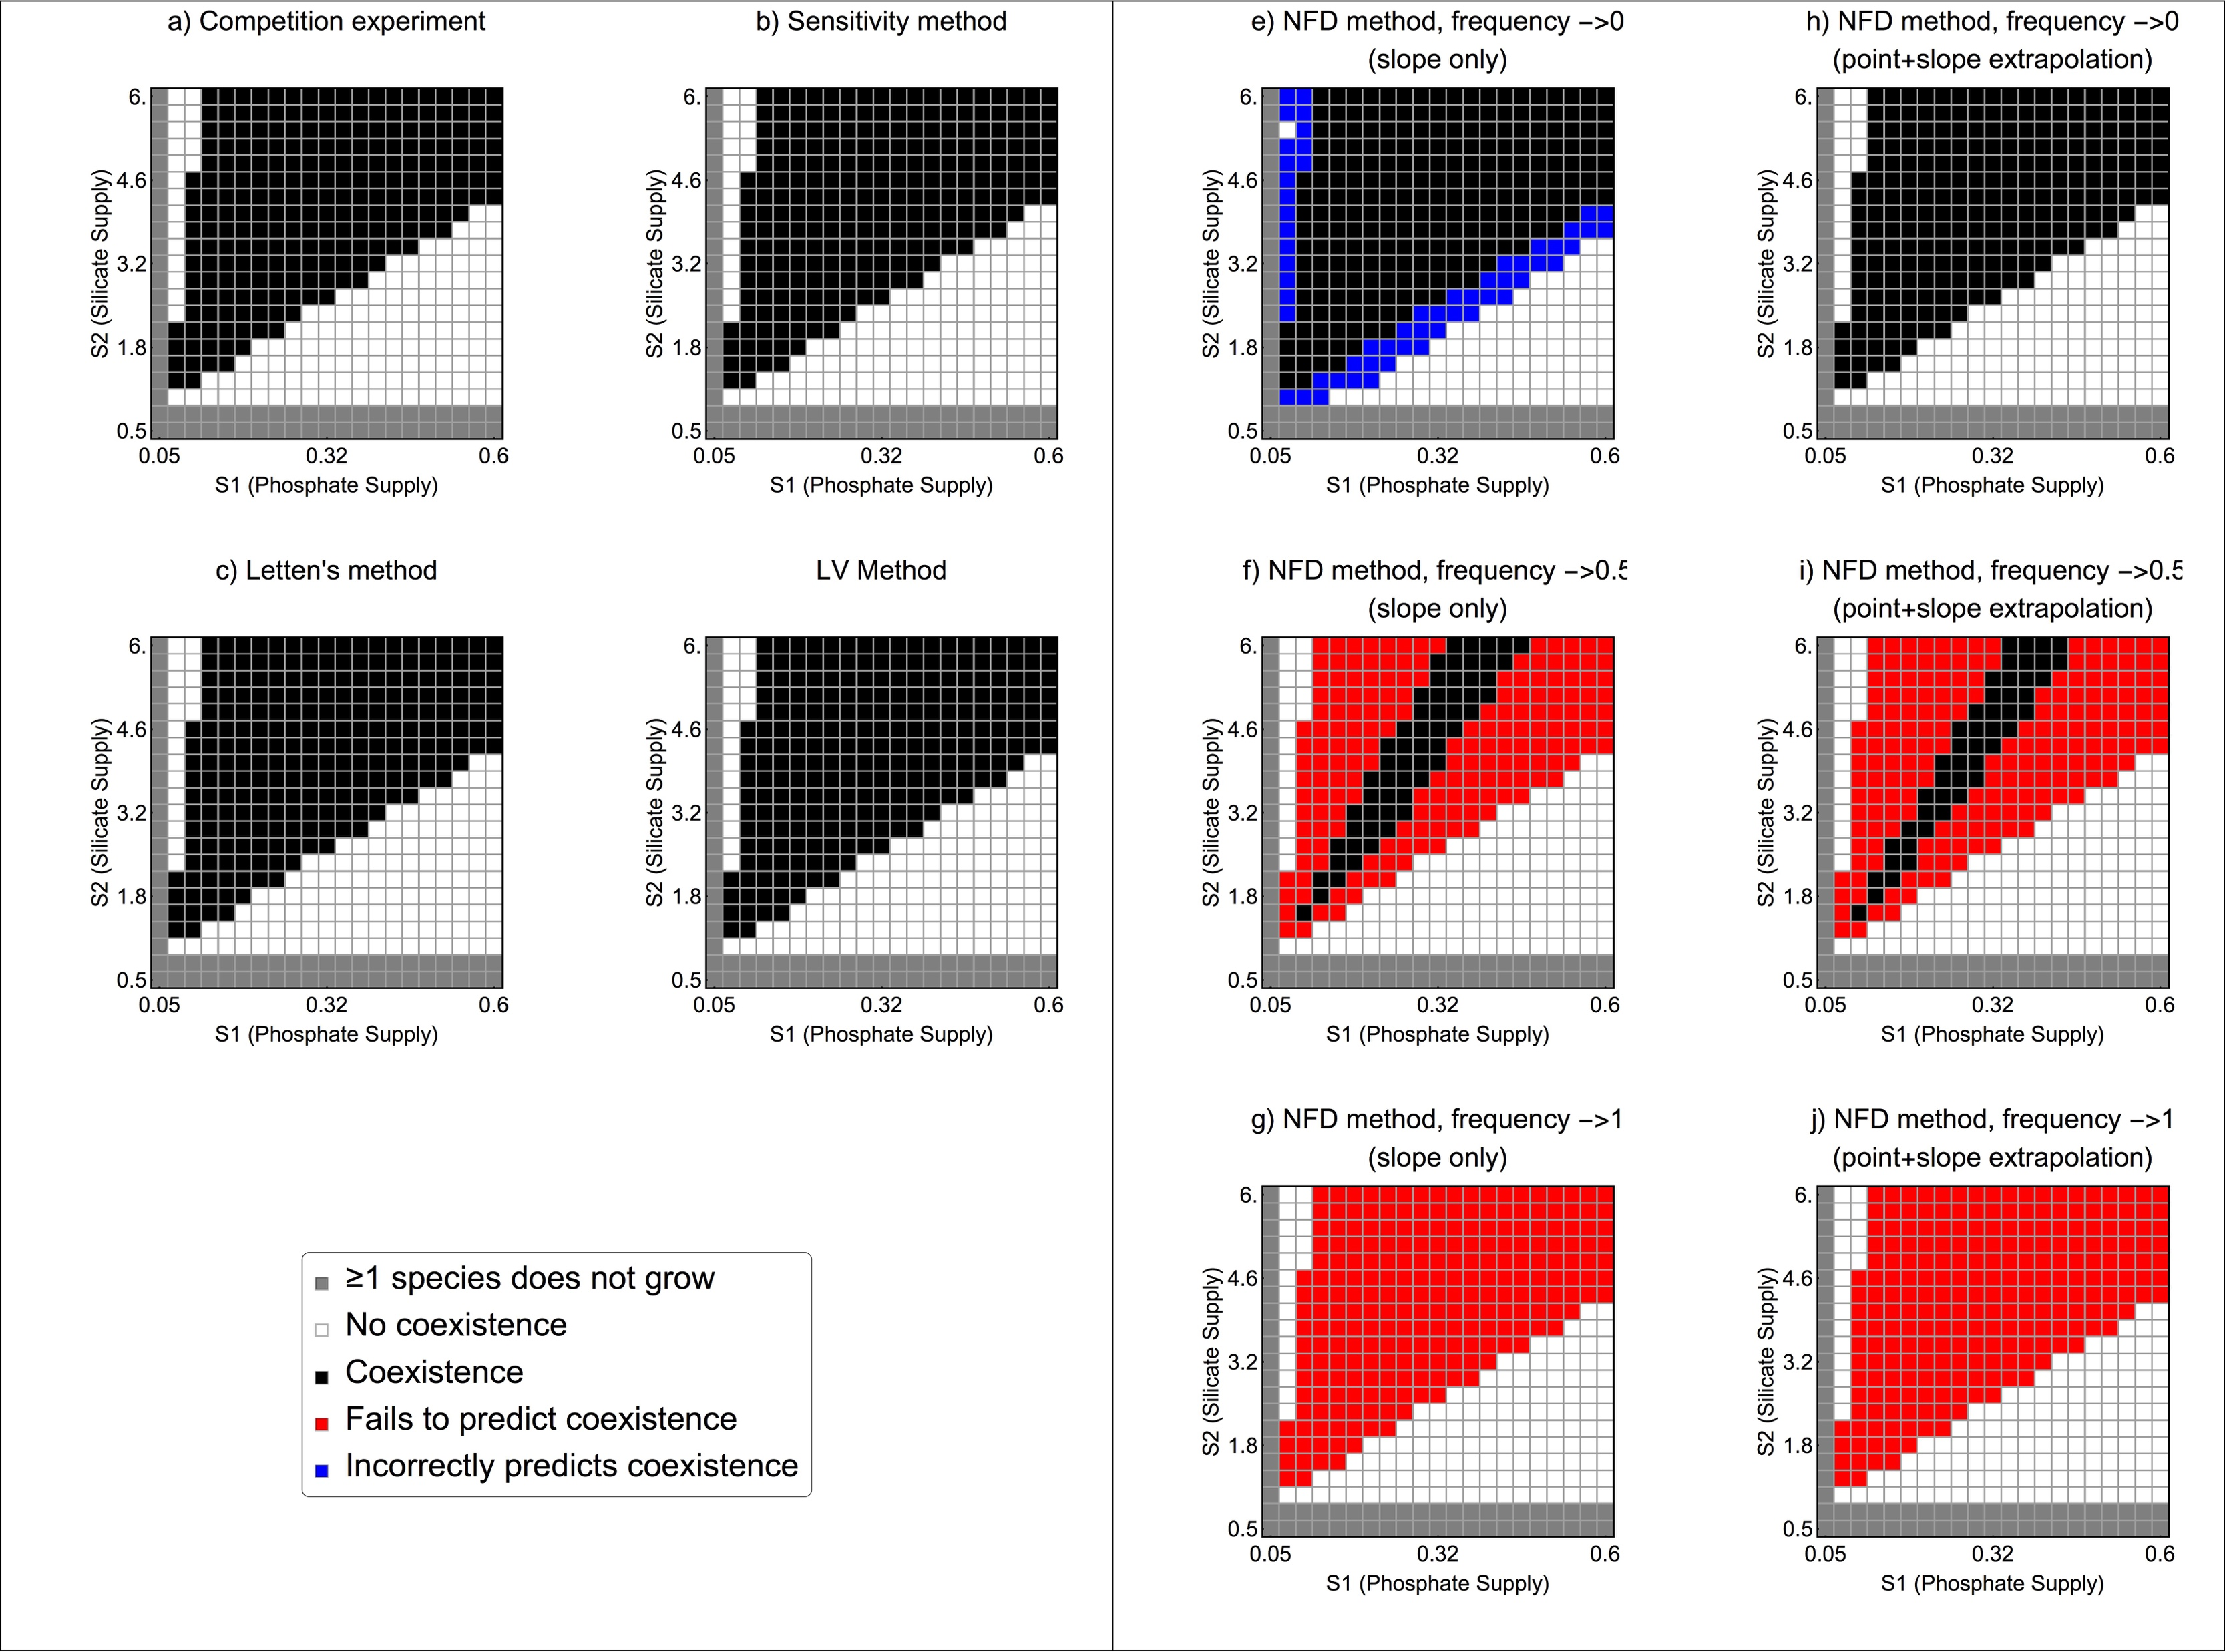 a) Competition experiment
6.
4.6
3.2
1.8
0.5
S2 (Silicate Supply)
0.05 0.32 0.6
S1 (Phosphate Supply)
b) Sensitivity method
6.
4.6
3.2
1.8
0.5
S2 (Silicate Supply)
0.05 0.32 0.6
S1 (Phosphate Supply)
c) Letten's method
6.
4.6
3.2
1.8
0.5
S2 (Silicate Supply)
0.05 0.32 0.6
S1 (Phosphate Supply)
LV Method
6.
4.6
3.2
1.8
0.5
S2 (Silicate Supply)
0.05 0.32 0.6
S1 (Phosphate Supply)
≥1 species does not grow
No coexistence
Coexistence
Fails to predict coexistence
Incorrectly predicts coexistence
e) NFD method, frequency −>0
(slope only)
6.
4.6
3.2
1.8
0.5
S2 (Silicate Supply)
0.05 0.32 0.6
S1 (Phosphate Supply)
h) NFD method, frequency −>0
(point+slope extrapolation)
6.
4.6
3.2
1.8
0.5
S2 (Silicate Supply)
0.05 0.32 0.6
S1 (Phosphate Supply)
f) NFD method, frequency −>0.5
(slope only)
6.
4.6
3.2
1.8
0.5
S2 (Silicate Supply)
0.05 0.32 0.6
S1 (Phosphate Supply)
i) NFD method, frequency −>0.5
(point+slope extrapolation)
6.
4.6
3.2
1.8
0.5
S2 (Silicate Supply)
0.05 0.32 0.6
S1 (Phosphate Supply)
g) NFD method, frequency −>1
(slope only)
6.
4.6
3.2
1.8
0.5
S2 (Silicate Supply)
0.05 0.32 0.6
S1 (Phosphate Supply)
j) NFD method, frequency −>1
(point+slope extrapolation)
6.
4.6
3.2
1.8
0.5
S2 (Silicate Supply)
0.05 0.32 0.6
S1 (Phosphate Supply)